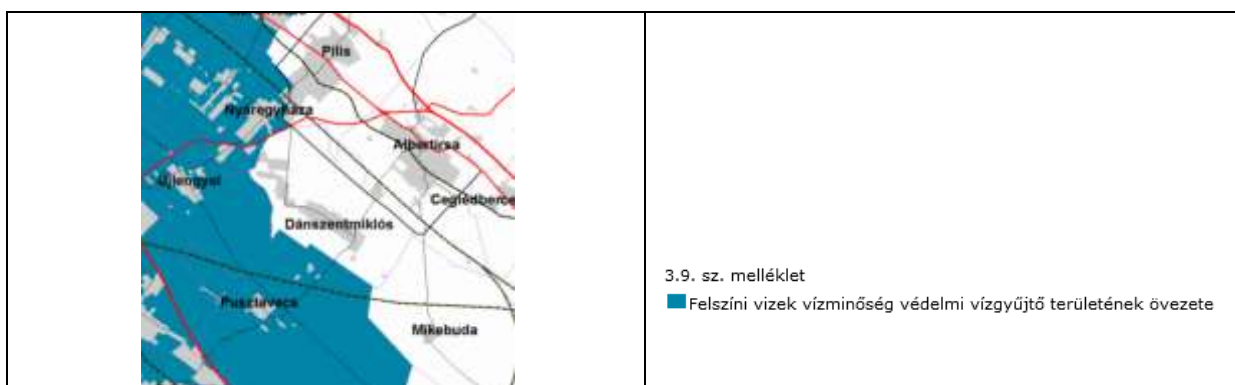 Pilis
Nyáregyháza
Albertirsa
Újlengyel
Ceglédberce
Dánszentmiklós
Pusztavacs
Mikebuda
3.9. sz. melléklet
Felszíni vizek vízminőség védelmi vízgyűjtő területének övezete